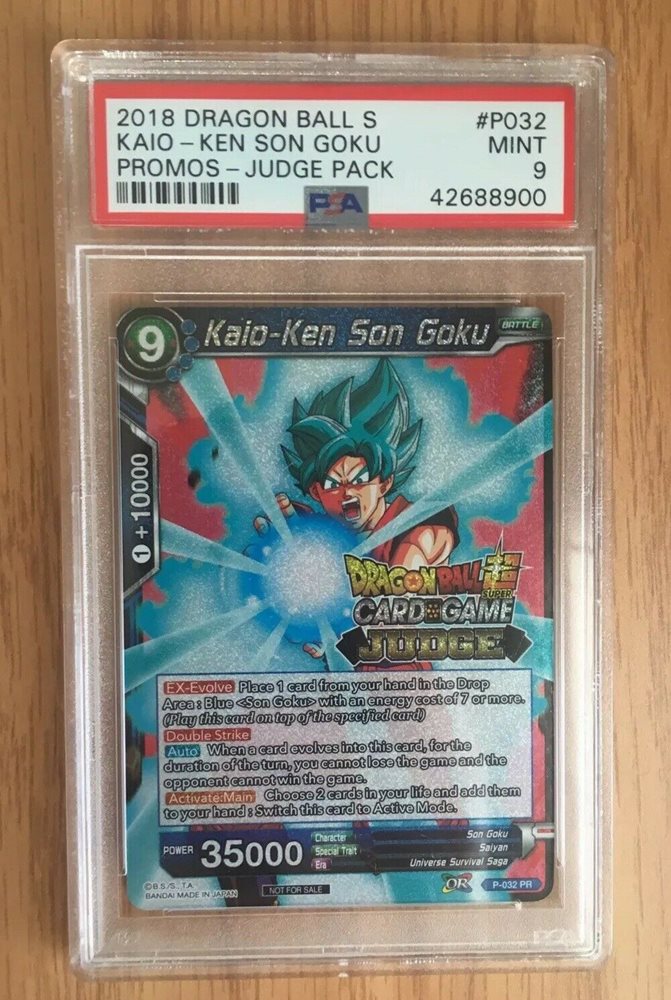 2018 DRAGON BALL S #P032
KAIO - KEN SON GOKU MINT
PROMOS - JUDGE PACK 9
PSA 42688900
9 Kaio-Ken Son Goku BATTLE
1 +10000
DRAGON BALL 超
SUPER
CARD GAME
JUDGE
EX-Evolve Place 1 card from your hand in the Drop
Area : Blue <Son Goku> with an energy cost of 7 or more.
(Play this card on top of the specified card)
Double Strike
Auto When a card evolves into this card, for the
duration of the turn, you cannot lose the game and the
opponent cannot win the game.
Activate:Main Choose 2 cards in your life and add them
to your hand : Switch this card to Active Mode.
POWER 35000
Character Son Goku
Special Trait Saiyan
Era Universe Survival Saga
©B.S./S., T.A.
BANDAI MADE IN JAPAN
NOT FOR SALE
OR P-032 PR